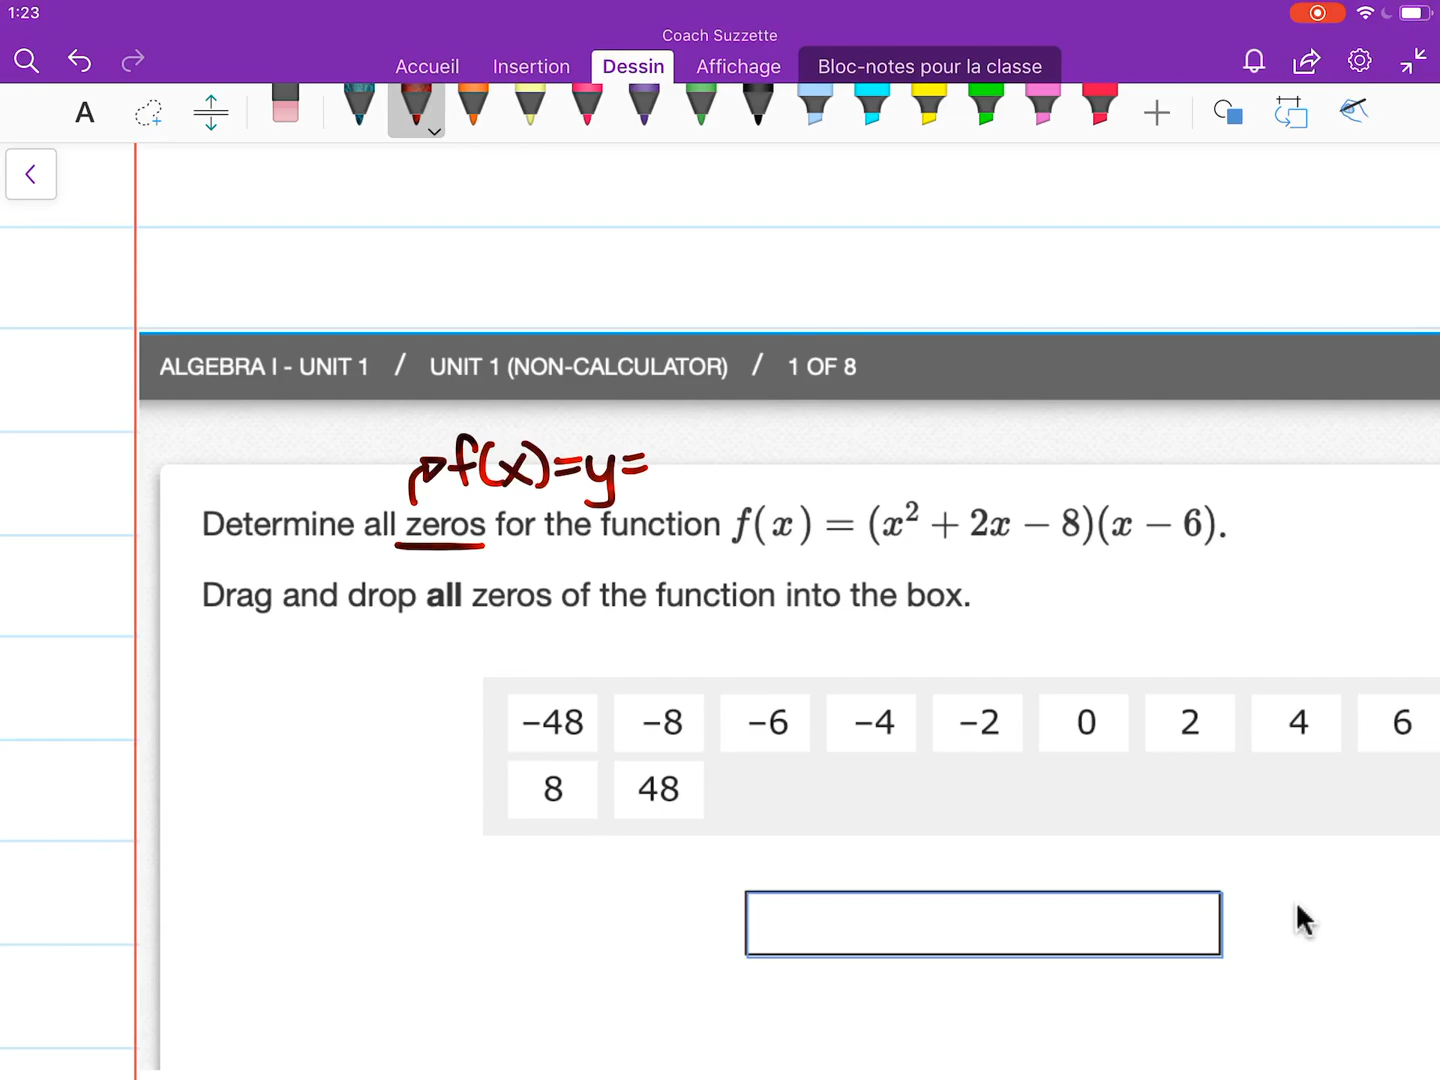 1:23
Coach Suzzette
Accueil Insertion Dessin Affichage Bloc-notes pour la classe
A
ALGEBRA I - UNIT 1 / UNIT 1 (NON-CALCULATOR) / 1 OF 8
f(x)=y=
Determine all zeros for the function f(x) = (x² + 2x − 8)(x − 6).
Drag and drop all zeros of the function into the box.
−48 −8 −6 −4 −2 0 2 4 6
8 48